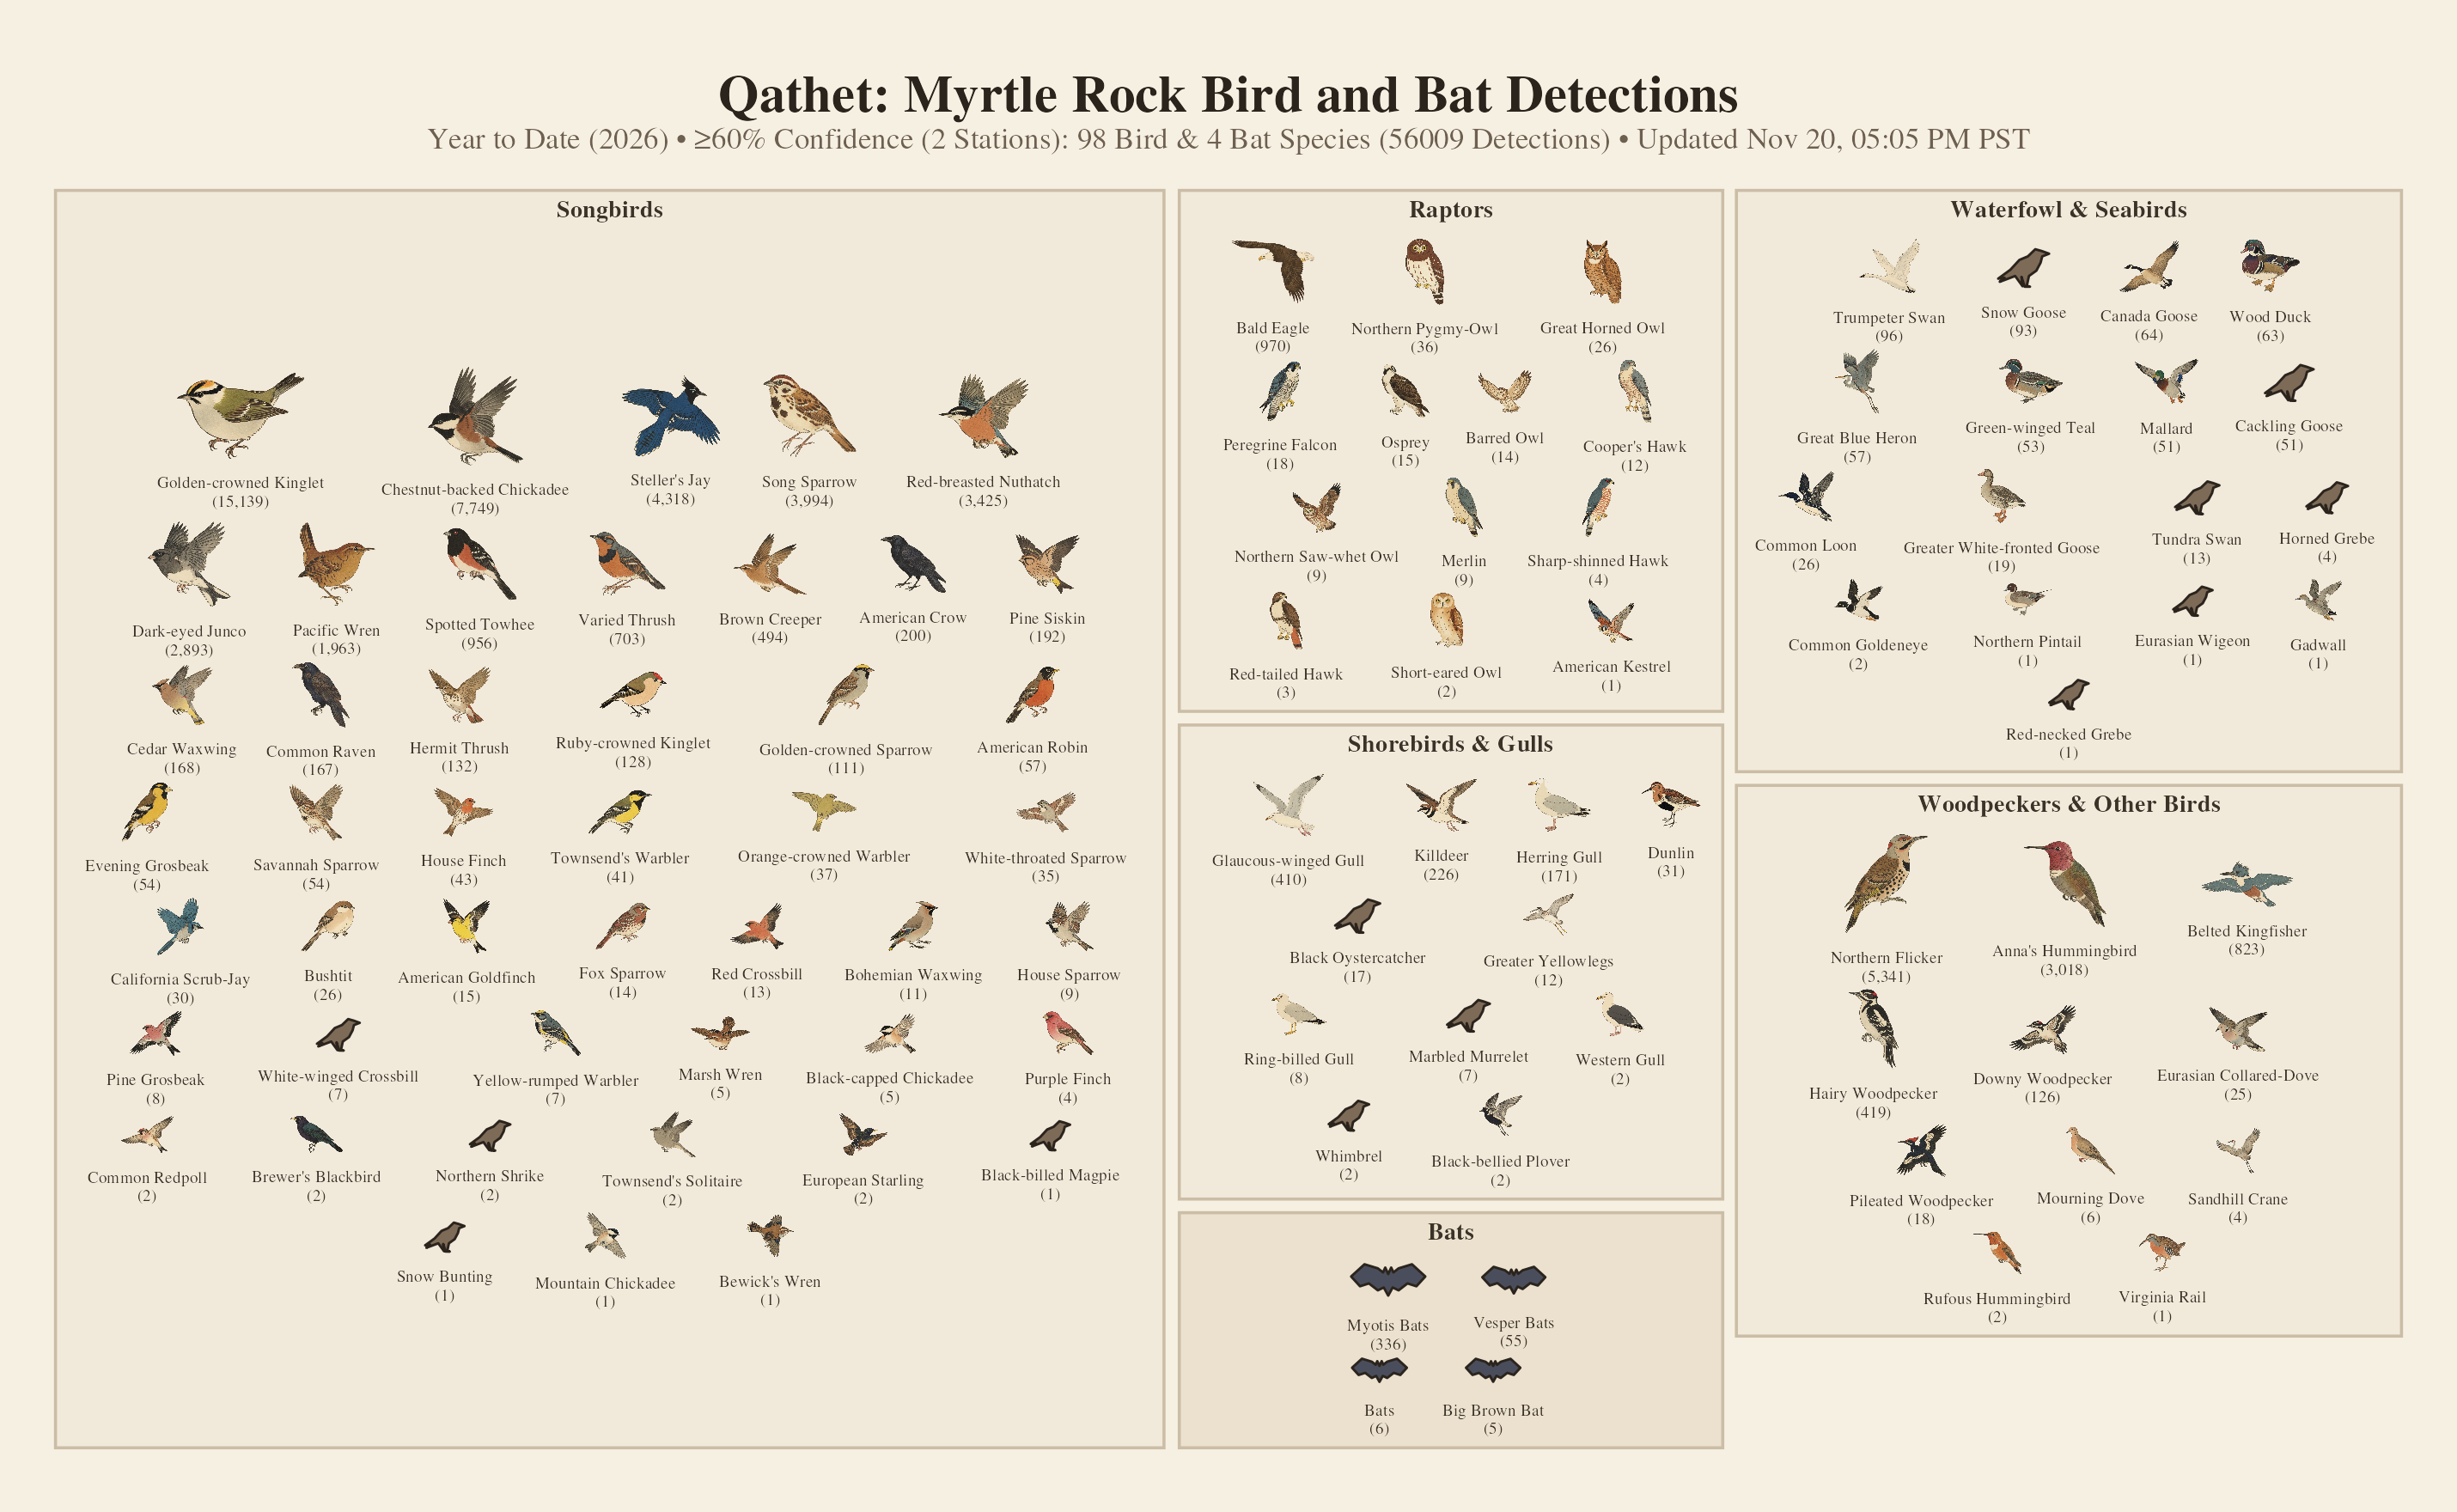 Qathet: Myrtle Rock Bird and Bat Detections
Year to Date (2026) • ≥60% Confidence (2 Stations): 98 Bird & 4 Bat Species (56009 Detections) • Updated Nov 20, 05:05 PM PST
Songbirds
Golden-crowned Kinglet
(15,139)
Chestnut-backed Chickadee
(7,749)
Steller's Jay
(4,318)
Song Sparrow
(3,994)
Red-breasted Nuthatch
(3,425)
Dark-eyed Junco
(2,893)
Pacific Wren
(1,963)
Spotted Towhee
(956)
Varied Thrush
(703)
Brown Creeper
(494)
American Crow
(200)
Pine Siskin
(192)
Cedar Waxwing
(168)
Common Raven
(167)
Hermit Thrush
(132)
Ruby-crowned Kinglet
(128)
Golden-crowned Sparrow
(111)
American Robin
(57)
Evening Grosbeak
(54)
Savannah Sparrow
(54)
House Finch
(43)
Townsend's Warbler
(41)
Orange-crowned Warbler
(37)
White-throated Sparrow
(35)
California Scrub-Jay
(30)
Bushtit
(26)
American Goldfinch
(15)
Fox Sparrow
(14)
Red Crossbill
(13)
Bohemian Waxwing
(11)
House Sparrow
(9)
Pine Grosbeak
(8)
White-winged Crossbill
(7)
Yellow-rumped Warbler
(7)
Marsh Wren
(5)
Black-capped Chickadee
(5)
Purple Finch
(4)
Common Redpoll
(2)
Brewer's Blackbird
(2)
Northern Shrike
(2)
Townsend's Solitaire
(2)
European Starling
(2)
Black-billed Magpie
(1)
Snow Bunting
(1)
Mountain Chickadee
(1)
Bewick's Wren
(1)
Raptors
Bald Eagle
(970)
Northern Pygmy-Owl
(36)
Great Horned Owl
(26)
Peregrine Falcon
(18)
Osprey
(15)
Barred Owl
(14)
Cooper's Hawk
(12)
Northern Saw-whet Owl
(9)
Merlin
(9)
Sharp-shinned Hawk
(4)
Red-tailed Hawk
(3)
Short-eared Owl
(2)
American Kestrel
(1)
Shorebirds & Gulls
Glaucous-winged Gull
(410)
Killdeer
(226)
Herring Gull
(171)
Dunlin
(31)
Black Oystercatcher
(17)
Greater Yellowlegs
(12)
Ring-billed Gull
(8)
Marbled Murrelet
(7)
Western Gull
(2)
Whimbrel
(2)
Black-bellied Plover
(2)
Bats
Myotis Bats
(336)
Vesper Bats
(55)
Bats
(6)
Big Brown Bat
(5)
Waterfowl & Seabirds
Trumpeter Swan
(96)
Snow Goose
(93)
Canada Goose
(64)
Wood Duck
(63)
Great Blue Heron
(57)
Green-winged Teal
(53)
Mallard
(51)
Cackling Goose
(51)
Common Loon
(26)
Greater White-fronted Goose
(19)
Tundra Swan
(13)
Horned Grebe
(4)
Common Goldeneye
(2)
Northern Pintail
(1)
Eurasian Wigeon
(1)
Gadwall
(1)
Red-necked Grebe
(1)
Woodpeckers & Other Birds
Northern Flicker
(5,341)
Anna's Hummingbird
(3,018)
Belted Kingfisher
(823)
Hairy Woodpecker
(419)
Downy Woodpecker
(126)
Eurasian Collared-Dove
(25)
Pileated Woodpecker
(18)
Mourning Dove
(6)
Sandhill Crane
(4)
Rufous Hummingbird
(2)
Virginia Rail
(1)